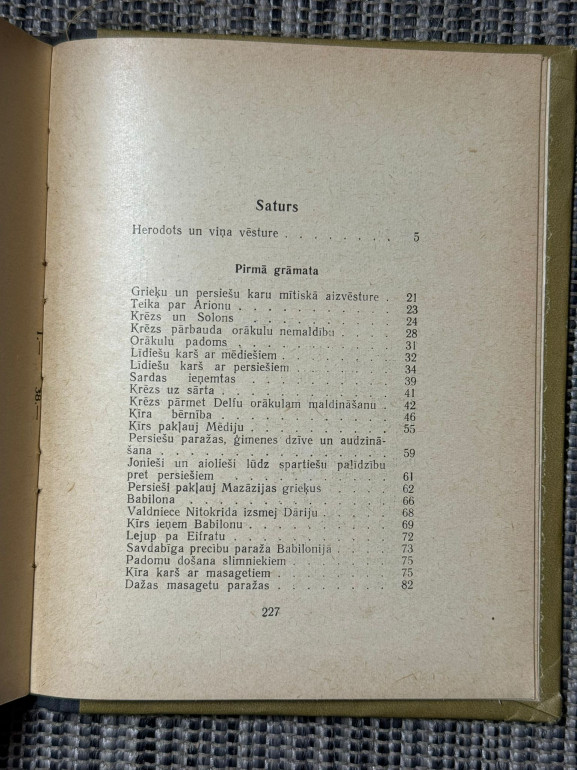 Saturs
Herodots un viņa vēsture . . . . . . . 5
Pirmā grāmata
Grieķu un persiešu karu mītiskā aizvēsture . 21
Teika par Arionu . . . . . . . . . 23
Krēzs un Solons . . . . . . . . . 24
Krēzs pārbauda orākulu nemaldību . . . . 28
Orākulu padoms . . . . . . . . . 31
Līdiešu karš ar mēdiešiem . . . . . . 32
Līdiešu karš ar persiešiem . . . . . . 34
Sardas ieņemtas . . . . . . . . . 39
Krēzs uz sārta . . . . . . . . . . 41
Krēzs pārmet Delfu orākulam maldināšanu . 42
Kīra bērnība . . . . . . . . . . 46
Kīrs pakļauj Mēdiju . . . . . . . . 55
Persiešu paražas, ģimenes dzīve un audzinā-
šana . . . . . . . . . . . . 59
Jonieši un aiolieši lūdz spartiešu palīdzību
pret persiešiem . . . . . . . . . 61
Persieši pakļauj Mazāzijas grieķus . . . . 62
Babilona . . . . . . . . . . . 66
Valdniece Nitokrida izsmej Dāriju . . . . 68
Kīrs ieņem Babilonu . . . . . . . . 69
Lejup pa Eifratu . . . . . . . . . 72
Savdabīga precību paraža Babilonijā . . . . 73
Padomu došana slimniekiem . . . . . . 75
Kīra karš ar masagetiem . . . . . . . 75
Dažas masagetu paražas . . . . . . . 82
227